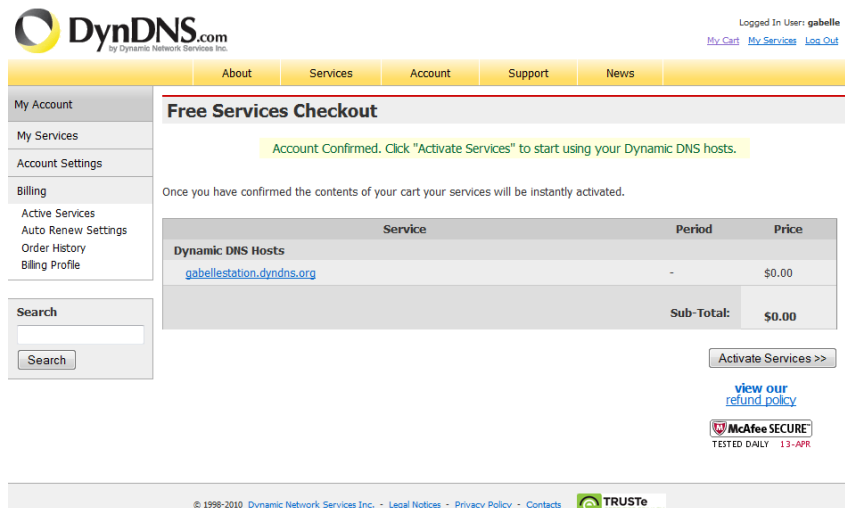 DynDNS.com
by Dynamic Network Services Inc.
Logged In User: gabelle
My Cart My Services Log Out
About Services Account Support News
My Account
My Services
Account Settings
Billing
Active Services
Auto Renew Settings
Order History
Billing Profile
Search
Search
Free Services Checkout
Account Confirmed. Click "Activate Services" to start using your Dynamic DNS hosts.
Once you have confirmed the contents of your cart your services will be instantly activated.
Service Period Price
Dynamic DNS Hosts
gabellestation.dyndns.org - $0.00
Sub-Total: $0.00
Activate Services >>
view our
refund policy
McAfee SECURE™
TESTED DAILY 13-APR
© 1998-2010 Dynamic Network Services Inc. - Legal Notices - Privacy Policy - Contacts
TRUSTe